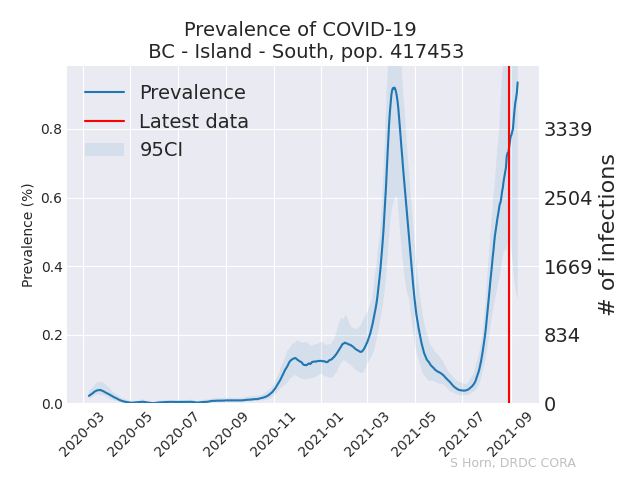 Prevalence of COVID-19
BC - Island - South, pop. 417453
Prevalence
Latest data
95CI
Prevalence (%)
0.8
0.6
0.4
0.2
0.0
3339
2504
1669
834
0
# of infections
2020-03
2020-05
2020-07
2020-09
2020-11
2021-01
2021-03
2021-05
2021-07
2021-09
S Horn, DRDC CORA